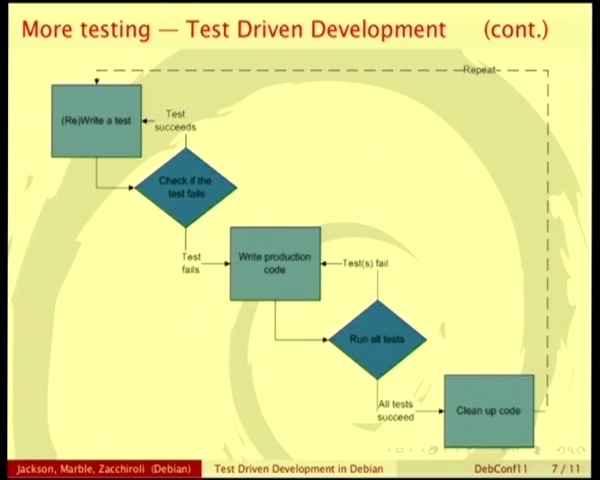 More testing — Test Driven Development (cont.)
Repeat
(Re)Write a test
Test
succeeds
Check if the
test fails
Test
fails
Write production
code
Test(s) fail
Run all tests
All tests
succeed
Clean up code
Jackson, Marble, Zacchiroli (Debian) Test Driven Development in Debian DebConf11 7 / 11